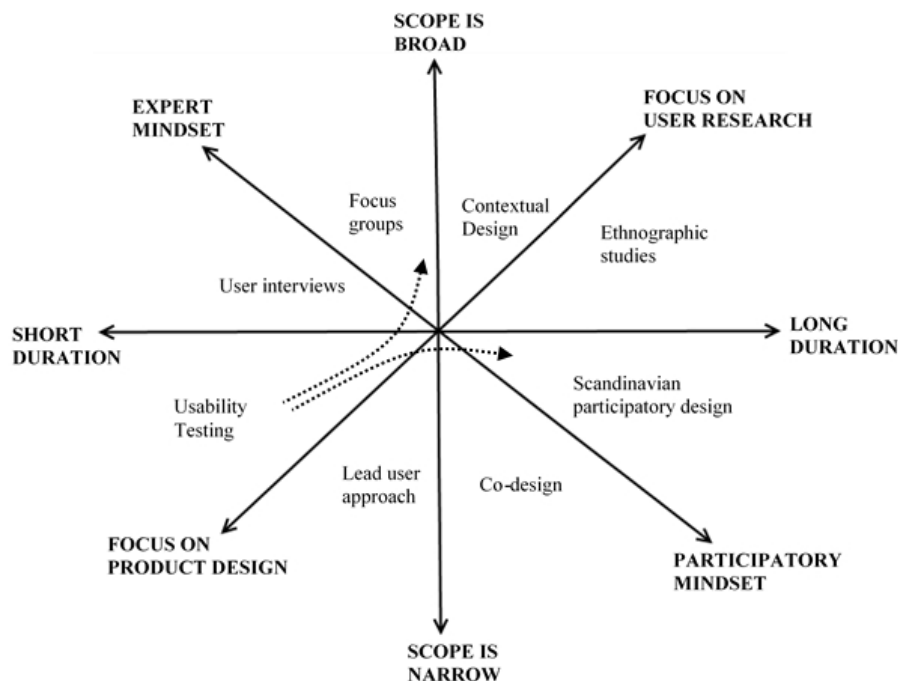 SCOPE IS
BROAD
EXPERT
MINDSET
FOCUS ON
USER RESEARCH
Focus
groups
Contextual
Design
Ethnographic
studies
User interviews
SHORT
DURATION
LONG
DURATION
Usability
Testing
Scandinavian
participatory design
Lead user
approach
Co-design
FOCUS ON
PRODUCT DESIGN
PARTICIPATORY
MINDSET
SCOPE IS
NARROW